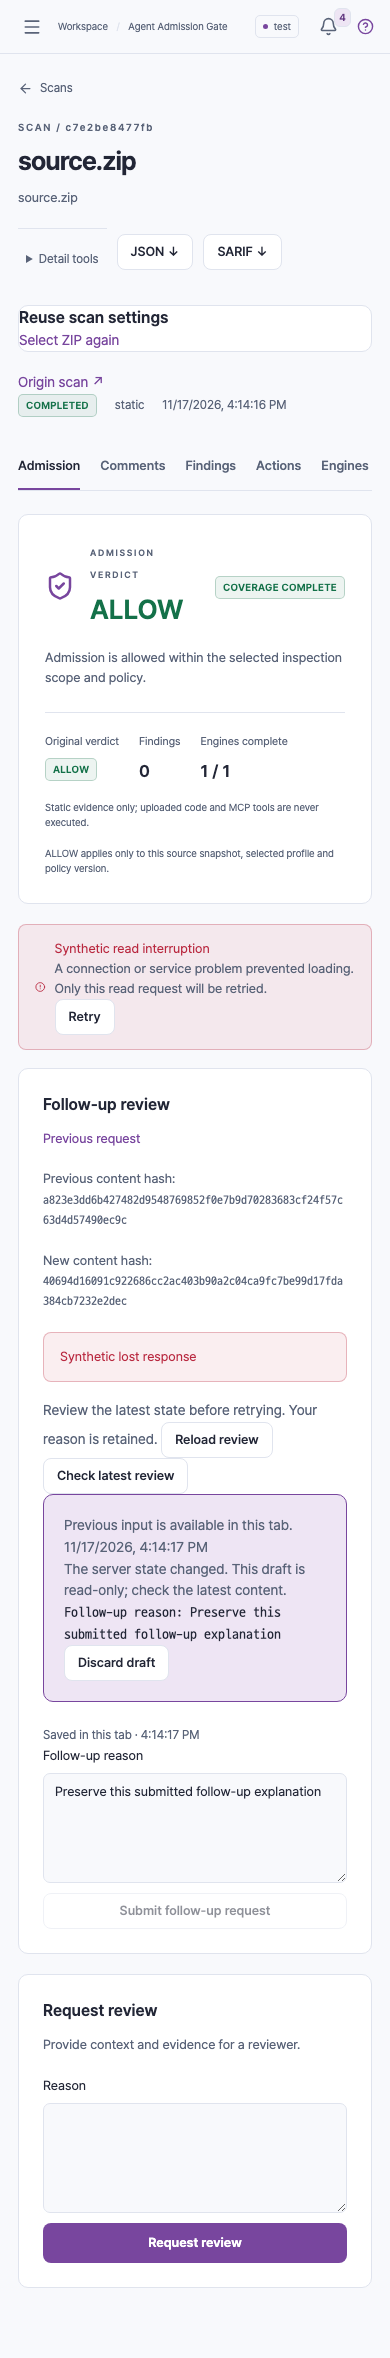 Workspace / Agent Admission Gate
test
4
← Scans
SCAN / c7e2be8477fb
source.zip
source.zip
▶ Detail tools
JSON ↓
SARIF ↓
Reuse scan settings
Select ZIP again
Origin scan ↗
COMPLETED
static
11/17/2026, 4:14:16 PM
Admission
Comments
Findings
Actions
Engines
ADMISSION
VERDICT
ALLOW
COVERAGE COMPLETE
Admission is allowed within the selected inspection
scope and policy.
Original verdict
Findings
Engines complete
ALLOW
0
1 / 1
Static evidence only; uploaded code and MCP tools are never
executed.
ALLOW applies only to this source snapshot, selected profile and
policy version.
Synthetic read interruption
A connection or service problem prevented loading.
Only this read request will be retried.
Retry
Follow-up review
Previous request
Previous content hash:
a823e3dd6b427482d9548769852f0e7b9d70283683cf24f57c
63d4d57490ec9c
New content hash:
40694d16091c922686cc2ac403b90a2c04ca9fc7be99d17fda
384cb7232e2dec
Synthetic lost response
Review the latest state before retrying. Your
reason is retained.
Reload review
Check latest review
Previous input is available in this tab.
11/17/2026, 4:14:17 PM
The server state changed. This draft is
read-only; check the latest content.
Follow-up reason: Preserve this
submitted follow-up explanation
Discard draft
Saved in this tab · 4:14:17 PM
Follow-up reason
Preserve this submitted follow-up explanation
Submit follow-up request
Request review
Provide context and evidence for a reviewer.
Reason
Request review